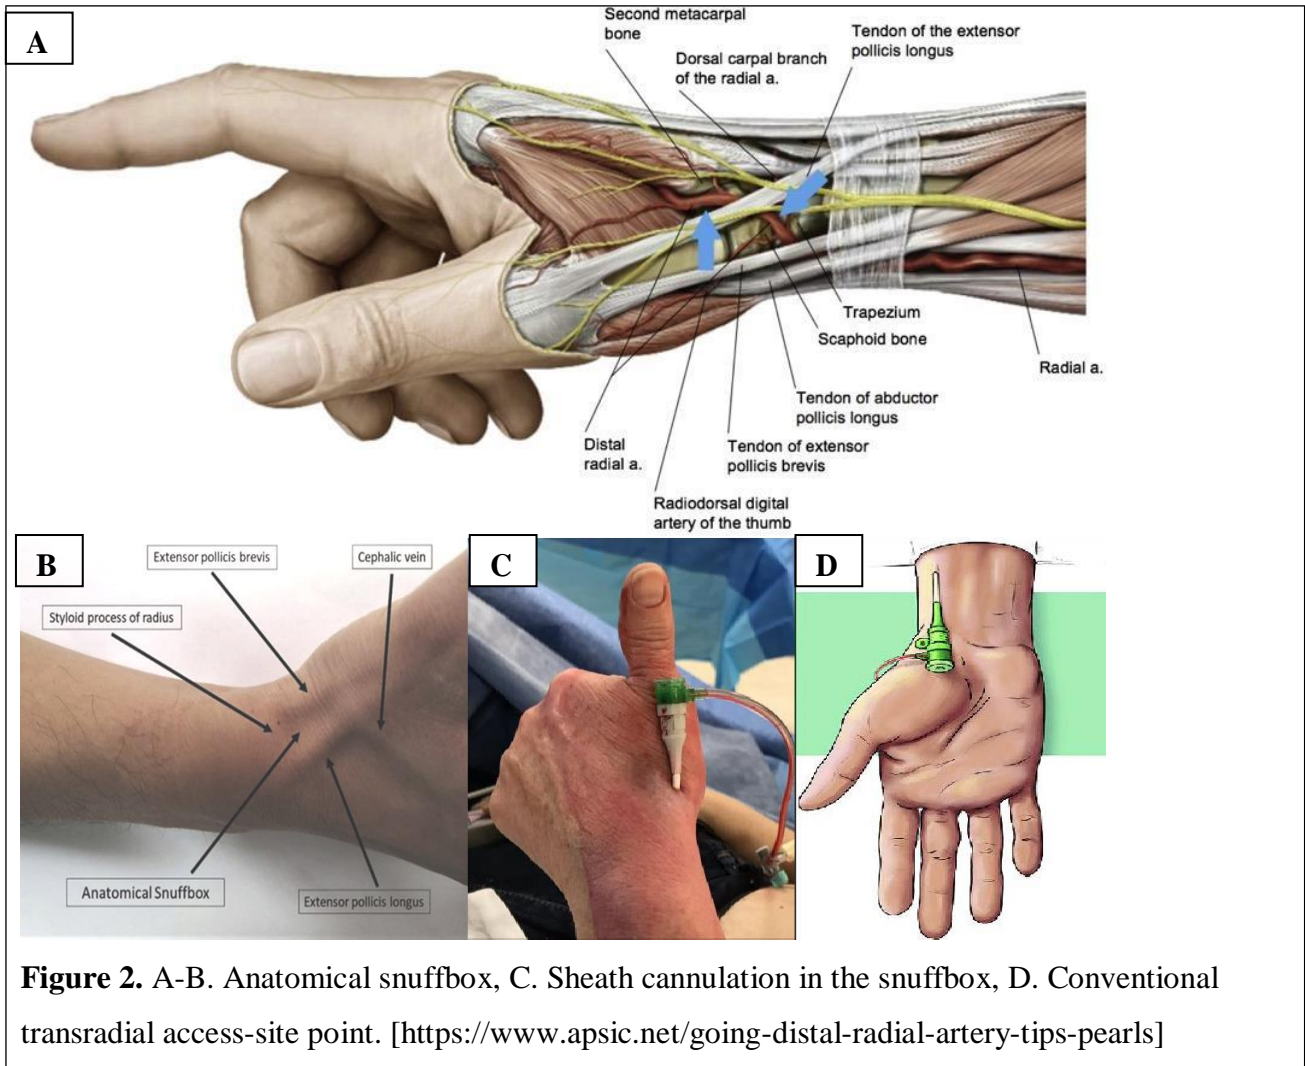 A
Second metacarpal
bone
Dorsal carpal branch
of the radial a.
Tendon of the extensor
pollicis longus
Trapezium
Scaphoid bone
Radial a.
Tendon of abductor
pollicis longus
Distal
radial a.
Tendon of extensor
pollicis brevis
Radiodorsal digital
artery of the thumb
B
Extensor pollicis brevis
Cephalic vein
Styloid process of radius
Anatomical Snuffbox
Extensor pollicis longus
C
D
Figure 2. A-B. Anatomical snuffbox, C. Sheath cannulation in the snuffbox, D. Conventional
transradial access-site point. [https://www.apsic.net/going-distal-radial-artery-tips-pearls]